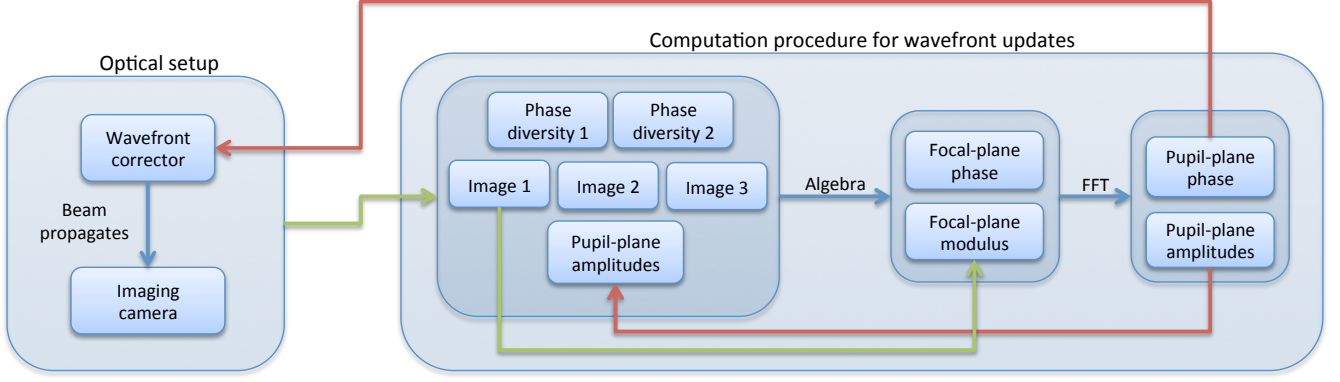 Computation procedure for wavefront updates
Optical setup
Wavefront
corrector
Beam
propagates
Imaging
camera
Phase
diversity 1
Phase
diversity 2
Image 1
Image 2
Image 3
Pupil-plane
amplitudes
Algebra
Focal-plane
phase
Focal-plane
modulus
FFT
Pupil-plane
phase
Pupil-plane
amplitudes